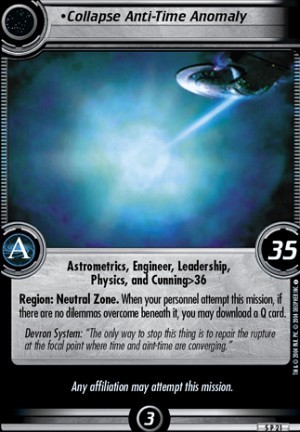 •Collapse Anti-Time Anomaly
A
35
Astrometrics, Engineer, Leadership,
Physics, and Cunning>36
Region: Neutral Zone. When your personnel attempt this mission, if
there are no dilemmas overcome beneath it, you may download a Q card.
Devron System: "The only way to stop this thing is to repair the rupture
at the focal point where time and aint-time are converging."
Any affiliation may attempt this mission.
3